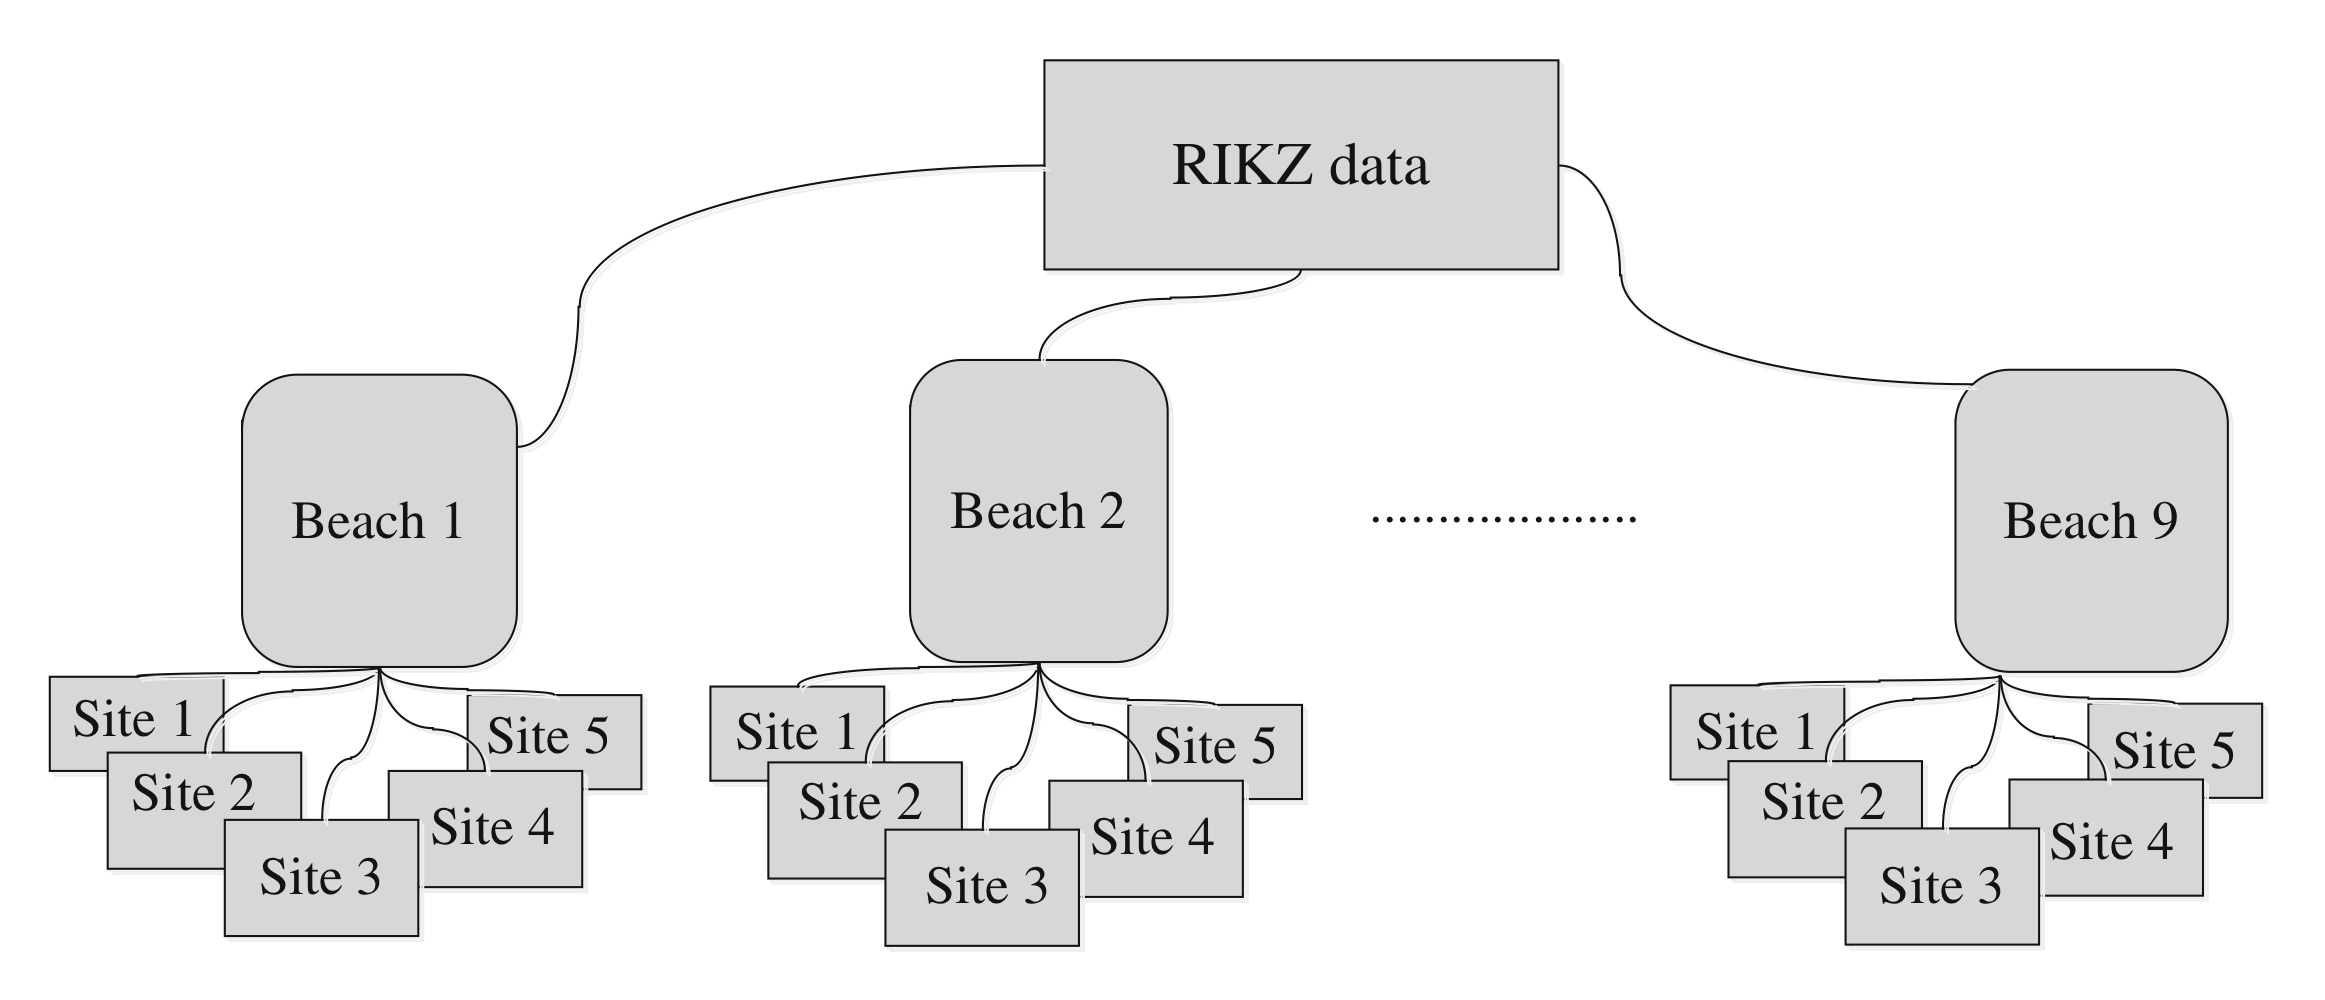 RIKZ data
Beach 1
Beach 2
...................
Beach 9
Site 1
Site 2
Site 3
Site 4
Site 5
Site 1
Site 2
Site 3
Site 4
Site 5
Site 1
Site 2
Site 3
Site 4
Site 5